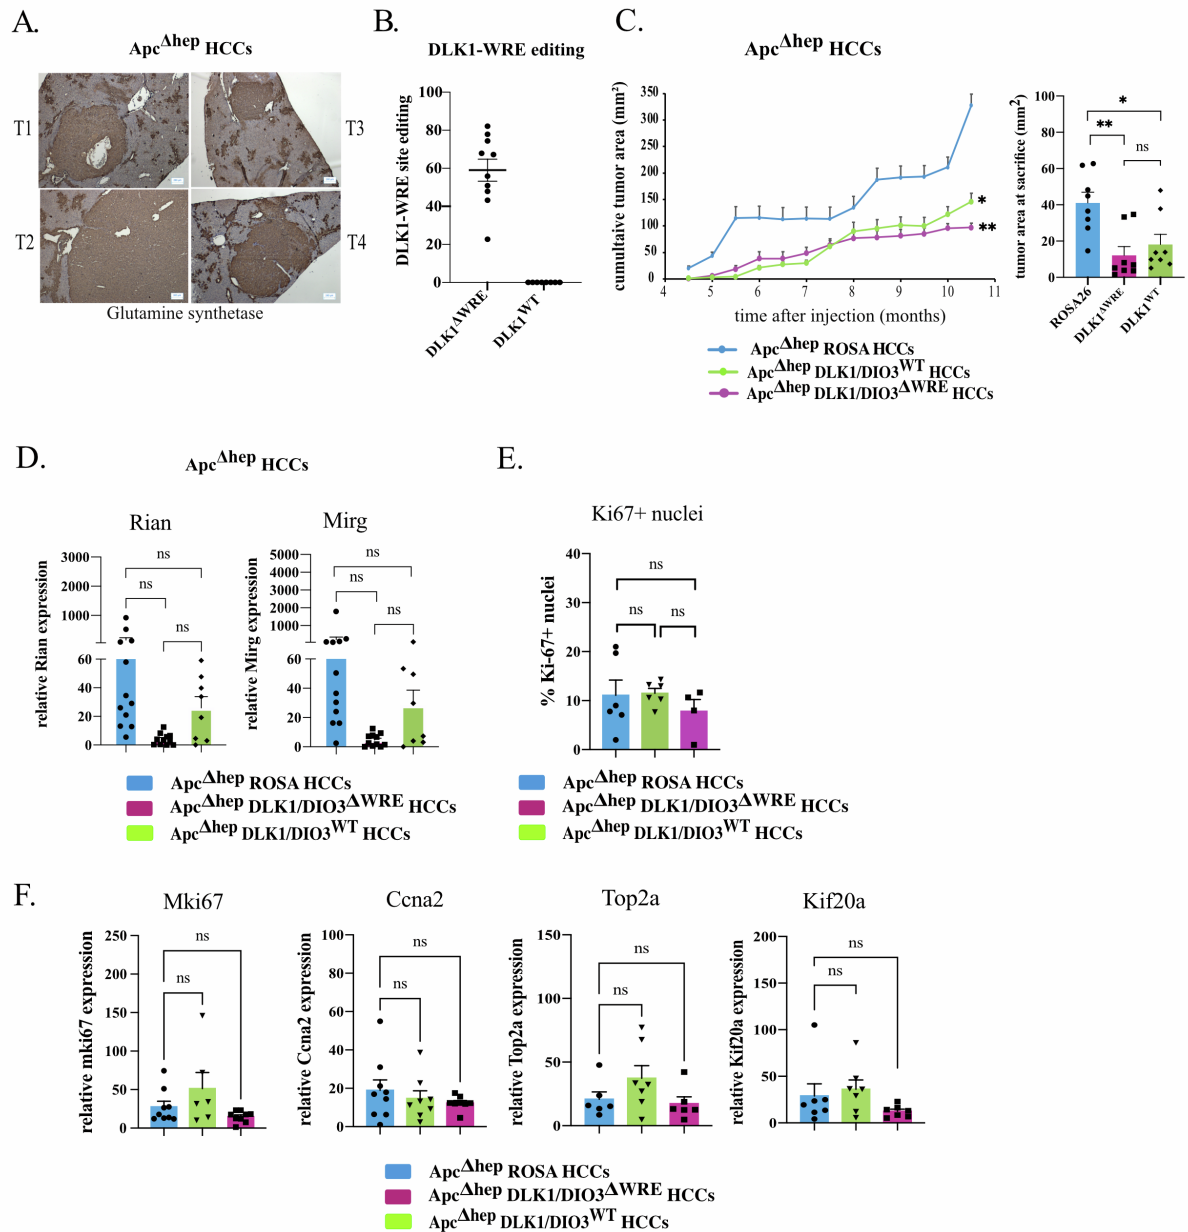 A.
Apc^Δhep HCCs
T1
T3
T2
T4
Glutamine synthetase
B.
DLK1-WRE editing
DLK1-WRE site editing
100
80
60
40
20
0
DLK1^ΔWRE
DLK1^WT
C.
Apc^Δhep HCCs
cultaive tumor area (mm²)
350
300
250
200
150
100
50
0
4
5
6
7
8
9
10
11
*
**
time after injection (months)
Apc^Δhep ROSA HCCs
Apc^Δhep DLK1/DIO3^WT HCCs
Apc^Δhep DLK1/DIO3^ΔWRE HCCs
tumor area at sacrifice (mm²)
100
80
60
40
20
0
*
**
ns
ROSA26
DLK1^ΔWRE
DLK1^WT
D.
Apc^Δhep HCCs
Rian
relative Rian expression
3000
2000
1000
60
40
20
0
ns
ns
ns
Mirg
relative Mirg expression
5000
4000
3000
2000
1000
60
40
20
0
ns
ns
ns
Apc^Δhep ROSA HCCs
Apc^Δhep DLK1/DIO3^ΔWRE HCCs
Apc^Δhep DLK1/DIO3^WT HCCs
E.
Ki67+ nuclei
% Ki-67+ nuclei
40
30
20
10
0
ns
ns
ns
Apc^Δhep ROSA HCCs
Apc^Δhep DLK1/DIO3^ΔWRE HCCs
Apc^Δhep DLK1/DIO3^WT HCCs
F.
Mki67
relative mki67 expression
250
200
150
100
50
0
ns
ns
Ccna2
relative Ccna2 expression
100
80
60
40
20
0
ns
ns
Top2a
relative Top2a expression
150
100
50
0
ns
ns
Kif20a
relative Kif20a expression
200
150
100
50
0
ns
ns
Apc^Δhep ROSA HCCs
Apc^Δhep DLK1/DIO3^ΔWRE HCCs
Apc^Δhep DLK1/DIO3^WT HCCs